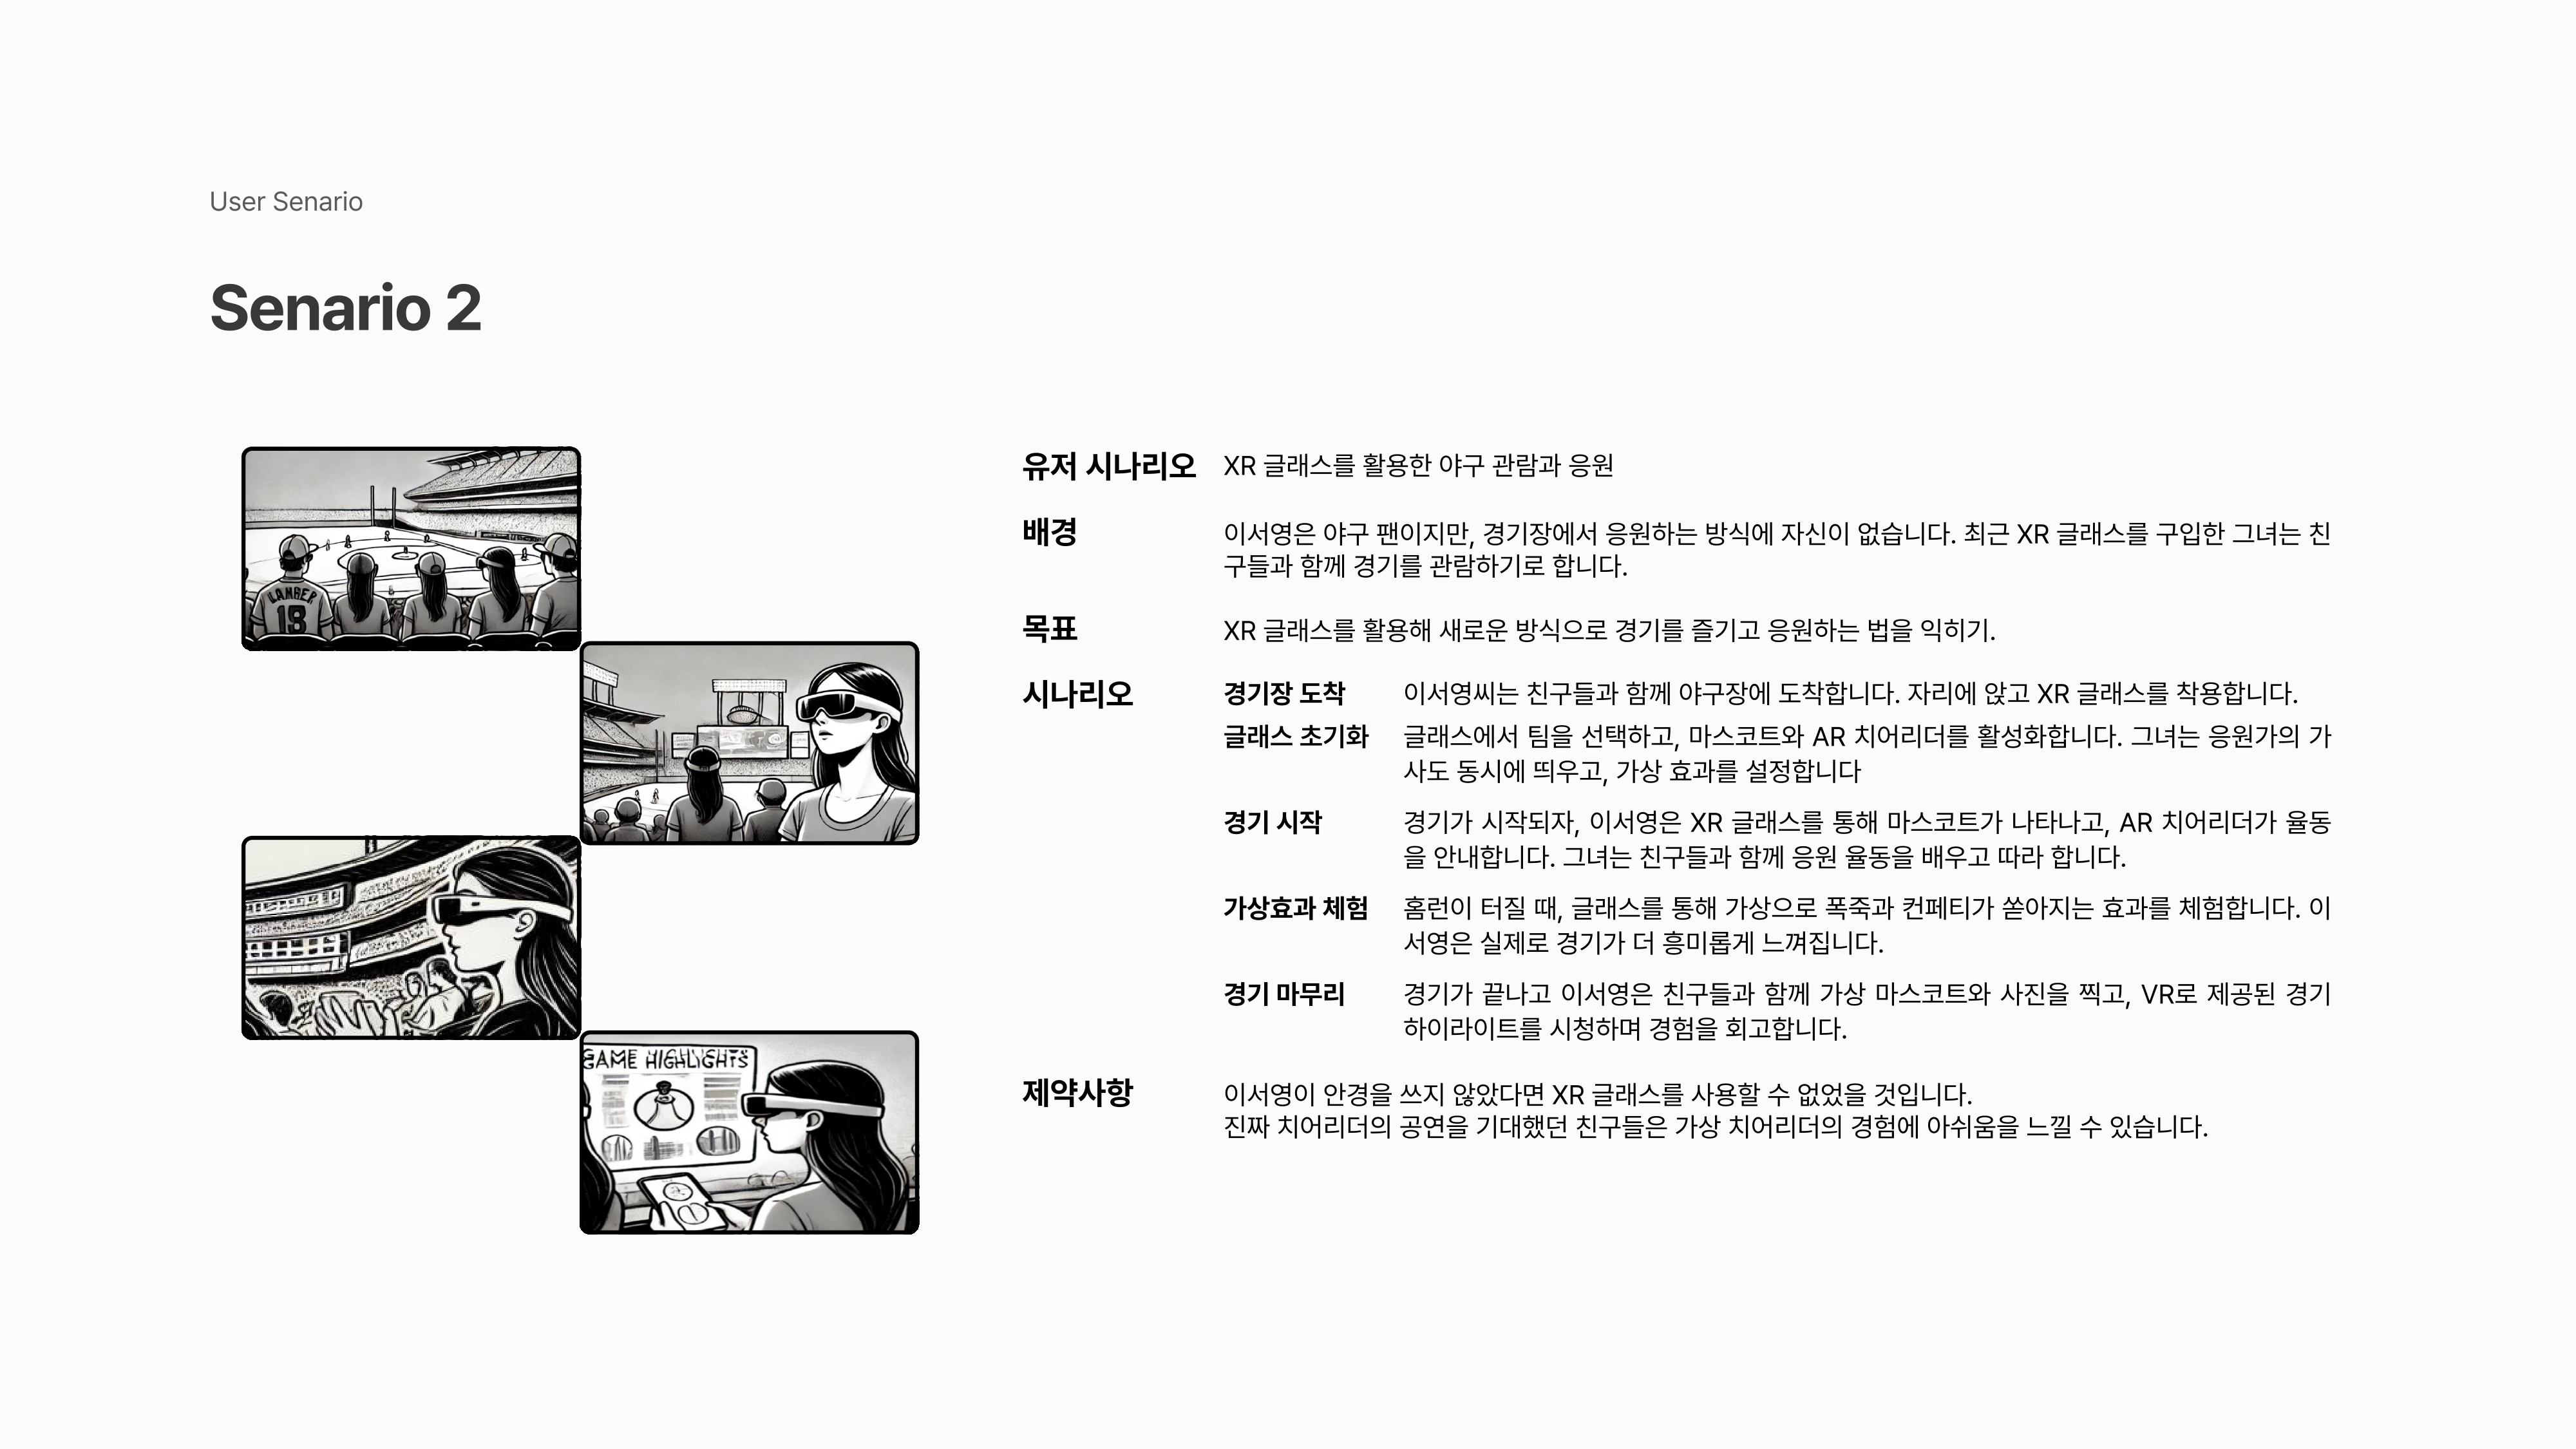 User Senario
Senario 2
LAMBER
18
GAME HIGHLIGHTS
유저 시나리오 XR 글래스를 활용한 야구 관람과 응원
배경 이서영은 야구 팬이지만, 경기장에서 응원하는 방식에 자신이 없습니다. 최근 XR 글래스를 구입한 그녀는 친
구들과 함께 경기를 관람하기로 합니다.
목표 XR 글래스를 활용해 새로운 방식으로 경기를 즐기고 응원하는 법을 익히기.
시나리오 경기장 도착 이서영씨는 친구들과 함께 야구장에 도착합니다. 자리에 앉고 XR 글래스를 착용합니다.
글래스 초기화 글래스에서 팀을 선택하고, 마스코트와 AR 치어리더를 활성화합니다. 그녀는 응원가의 가
사도 동시에 띄우고, 가상 효과를 설정합니다
경기 시작 경기가 시작되자, 이서영은 XR 글래스를 통해 마스코트가 나타나고, AR 치어리더가 율동
을 안내합니다. 그녀는 친구들과 함께 응원 율동을 배우고 따라 합니다.
가상효과 체험 홈런이 터질 때, 글래스를 통해 가상으로 폭죽과 컨페티가 쏟아지는 효과를 체험합니다. 이
서영은 실제로 경기가 더 흥미롭게 느껴집니다.
경기 마무리 경기가 끝나고 이서영은 친구들과 함께 가상 마스코트와 사진을 찍고, VR로 제공된 경기
하이라이트를 시청하며 경험을 회고합니다.
제약사항 이서영이 안경을 쓰지 않았다면 XR 글래스를 사용할 수 없었을 것입니다.
진짜 치어리더의 공연을 기대했던 친구들은 가상 치어리더의 경험에 아쉬움을 느낄 수 있습니다.